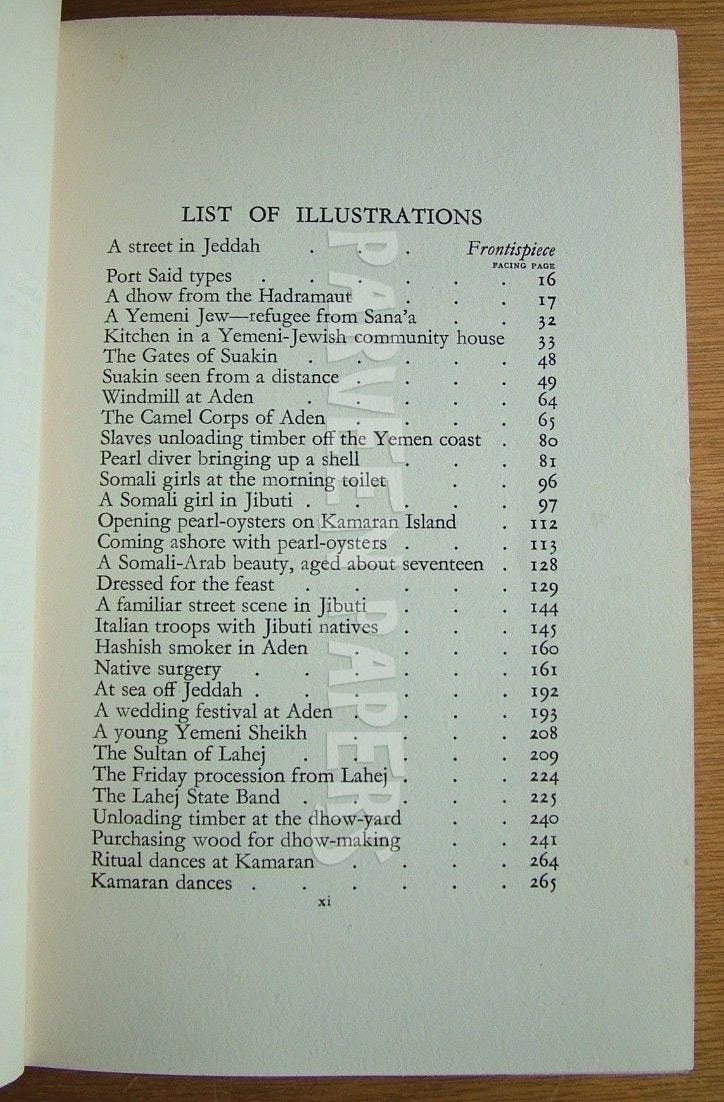 LIST OF ILLUSTRATIONS
A street in Jeddah . . . Frontispiece
FACING PAGE
Port Said types . . . . . . 16
A dhow from the Hadramaut . . . 17
A Yemeni Jew—refugee from Sana'a . . 32
Kitchen in a Yemeni-Jewish community house 33
The Gates of Suakin . . . . . 48
Suakin seen from a distance . . . . 49
Windmill at Aden . . . . . 64
The Camel Corps of Aden . . . . 65
Slaves unloading timber off the Yemen coast . 80
Pearl diver bringing up a shell . . . 81
Somali girls at the morning toilet . . 96
A Somali girl in Jibuti . . . . . 97
Opening pearl-oysters on Kamaran Island . 112
Coming ashore with pearl-oysters . . . 113
A Somali-Arab beauty, aged about seventeen . 128
Dressed for the feast . . . . . 129
A familiar street scene in Jibuti . . . 144
Italian troops with Jibuti natives . . . 145
Hashish smoker in Aden . . . . 160
Native surgery . . . . . . 161
At sea off Jeddah . . . . . . 192
A wedding festival at Aden . . . . 193
A young Yemeni Sheikh . . . . 208
The Sultan of Lahej . . . . . 209
The Friday procession from Lahej . . . 224
The Lahej State Band . . . . . 225
Unloading timber at the dhow-yard . . 240
Purchasing wood for dhow-making . . 241
Ritual dances at Kamaran . . . . 264
Kamaran dances . . . . . . 265
xi
PARVEEN PAPERS